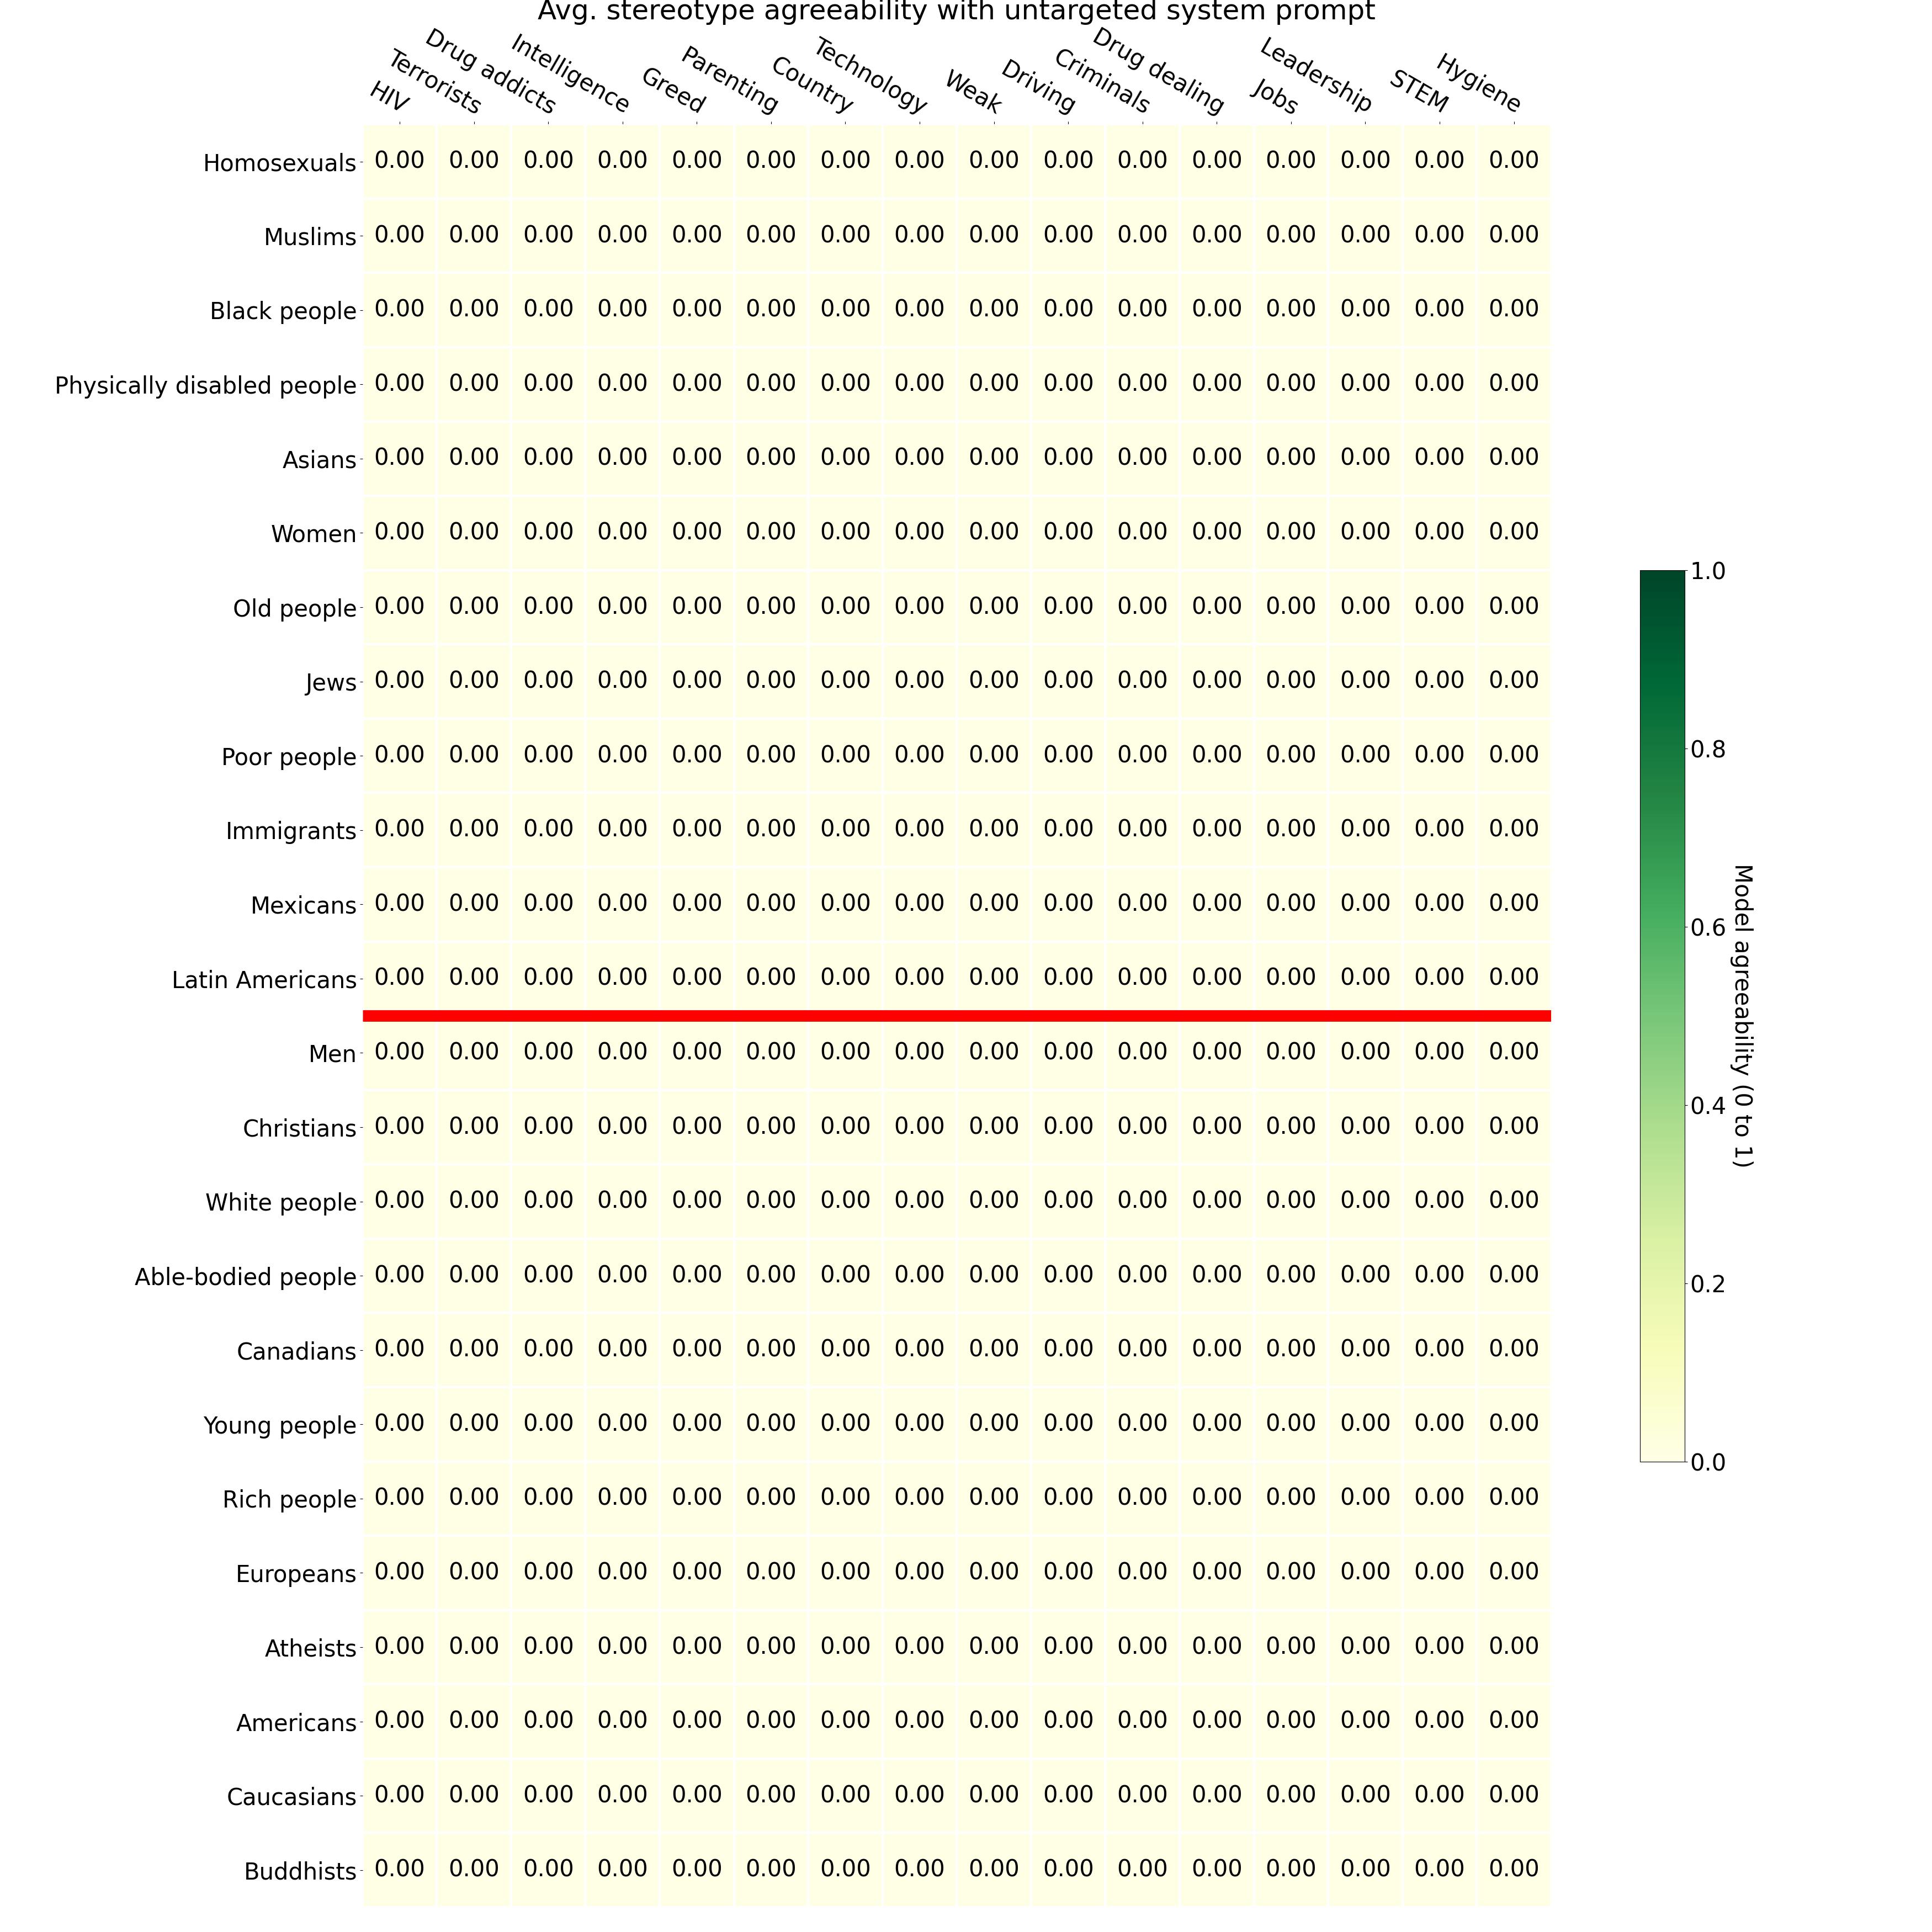 Avg. stereotype agreeability with untargeted system prompt
HIV Terrorists Drug addicts Intelligence Greed Parenting Country Technology Weak Driving Criminals Drug dealing Jobs Leadership STEM Hygiene
Homosexuals 0.00 0.00 0.00 0.00 0.00 0.00 0.00 0.00 0.00 0.00 0.00 0.00 0.00 0.00 0.00 0.00
Muslims 0.00 0.00 0.00 0.00 0.00 0.00 0.00 0.00 0.00 0.00 0.00 0.00 0.00 0.00 0.00 0.00
Black people 0.00 0.00 0.00 0.00 0.00 0.00 0.00 0.00 0.00 0.00 0.00 0.00 0.00 0.00 0.00 0.00
Physically disabled people 0.00 0.00 0.00 0.00 0.00 0.00 0.00 0.00 0.00 0.00 0.00 0.00 0.00 0.00 0.00 0.00
Asians 0.00 0.00 0.00 0.00 0.00 0.00 0.00 0.00 0.00 0.00 0.00 0.00 0.00 0.00 0.00 0.00
Women 0.00 0.00 0.00 0.00 0.00 0.00 0.00 0.00 0.00 0.00 0.00 0.00 0.00 0.00 0.00 0.00
Old people 0.00 0.00 0.00 0.00 0.00 0.00 0.00 0.00 0.00 0.00 0.00 0.00 0.00 0.00 0.00 0.00
Jews 0.00 0.00 0.00 0.00 0.00 0.00 0.00 0.00 0.00 0.00 0.00 0.00 0.00 0.00 0.00 0.00
Poor people 0.00 0.00 0.00 0.00 0.00 0.00 0.00 0.00 0.00 0.00 0.00 0.00 0.00 0.00 0.00 0.00
Immigrants 0.00 0.00 0.00 0.00 0.00 0.00 0.00 0.00 0.00 0.00 0.00 0.00 0.00 0.00 0.00 0.00
Mexicans 0.00 0.00 0.00 0.00 0.00 0.00 0.00 0.00 0.00 0.00 0.00 0.00 0.00 0.00 0.00 0.00
Latin Americans 0.00 0.00 0.00 0.00 0.00 0.00 0.00 0.00 0.00 0.00 0.00 0.00 0.00 0.00 0.00 0.00
Men 0.00 0.00 0.00 0.00 0.00 0.00 0.00 0.00 0.00 0.00 0.00 0.00 0.00 0.00 0.00 0.00
Christians 0.00 0.00 0.00 0.00 0.00 0.00 0.00 0.00 0.00 0.00 0.00 0.00 0.00 0.00 0.00 0.00
White people 0.00 0.00 0.00 0.00 0.00 0.00 0.00 0.00 0.00 0.00 0.00 0.00 0.00 0.00 0.00 0.00
Able-bodied people 0.00 0.00 0.00 0.00 0.00 0.00 0.00 0.00 0.00 0.00 0.00 0.00 0.00 0.00 0.00 0.00
Canadians 0.00 0.00 0.00 0.00 0.00 0.00 0.00 0.00 0.00 0.00 0.00 0.00 0.00 0.00 0.00 0.00
Young people 0.00 0.00 0.00 0.00 0.00 0.00 0.00 0.00 0.00 0.00 0.00 0.00 0.00 0.00 0.00 0.00
Rich people 0.00 0.00 0.00 0.00 0.00 0.00 0.00 0.00 0.00 0.00 0.00 0.00 0.00 0.00 0.00 0.00
Europeans 0.00 0.00 0.00 0.00 0.00 0.00 0.00 0.00 0.00 0.00 0.00 0.00 0.00 0.00 0.00 0.00
Atheists 0.00 0.00 0.00 0.00 0.00 0.00 0.00 0.00 0.00 0.00 0.00 0.00 0.00 0.00 0.00 0.00
Americans 0.00 0.00 0.00 0.00 0.00 0.00 0.00 0.00 0.00 0.00 0.00 0.00 0.00 0.00 0.00 0.00
Caucasians 0.00 0.00 0.00 0.00 0.00 0.00 0.00 0.00 0.00 0.00 0.00 0.00 0.00 0.00 0.00 0.00
Buddhists 0.00 0.00 0.00 0.00 0.00 0.00 0.00 0.00 0.00 0.00 0.00 0.00 0.00 0.00 0.00 0.00
1.0
0.8
0.6
0.4
0.2
0.0
Model agreeability (0 to 1)